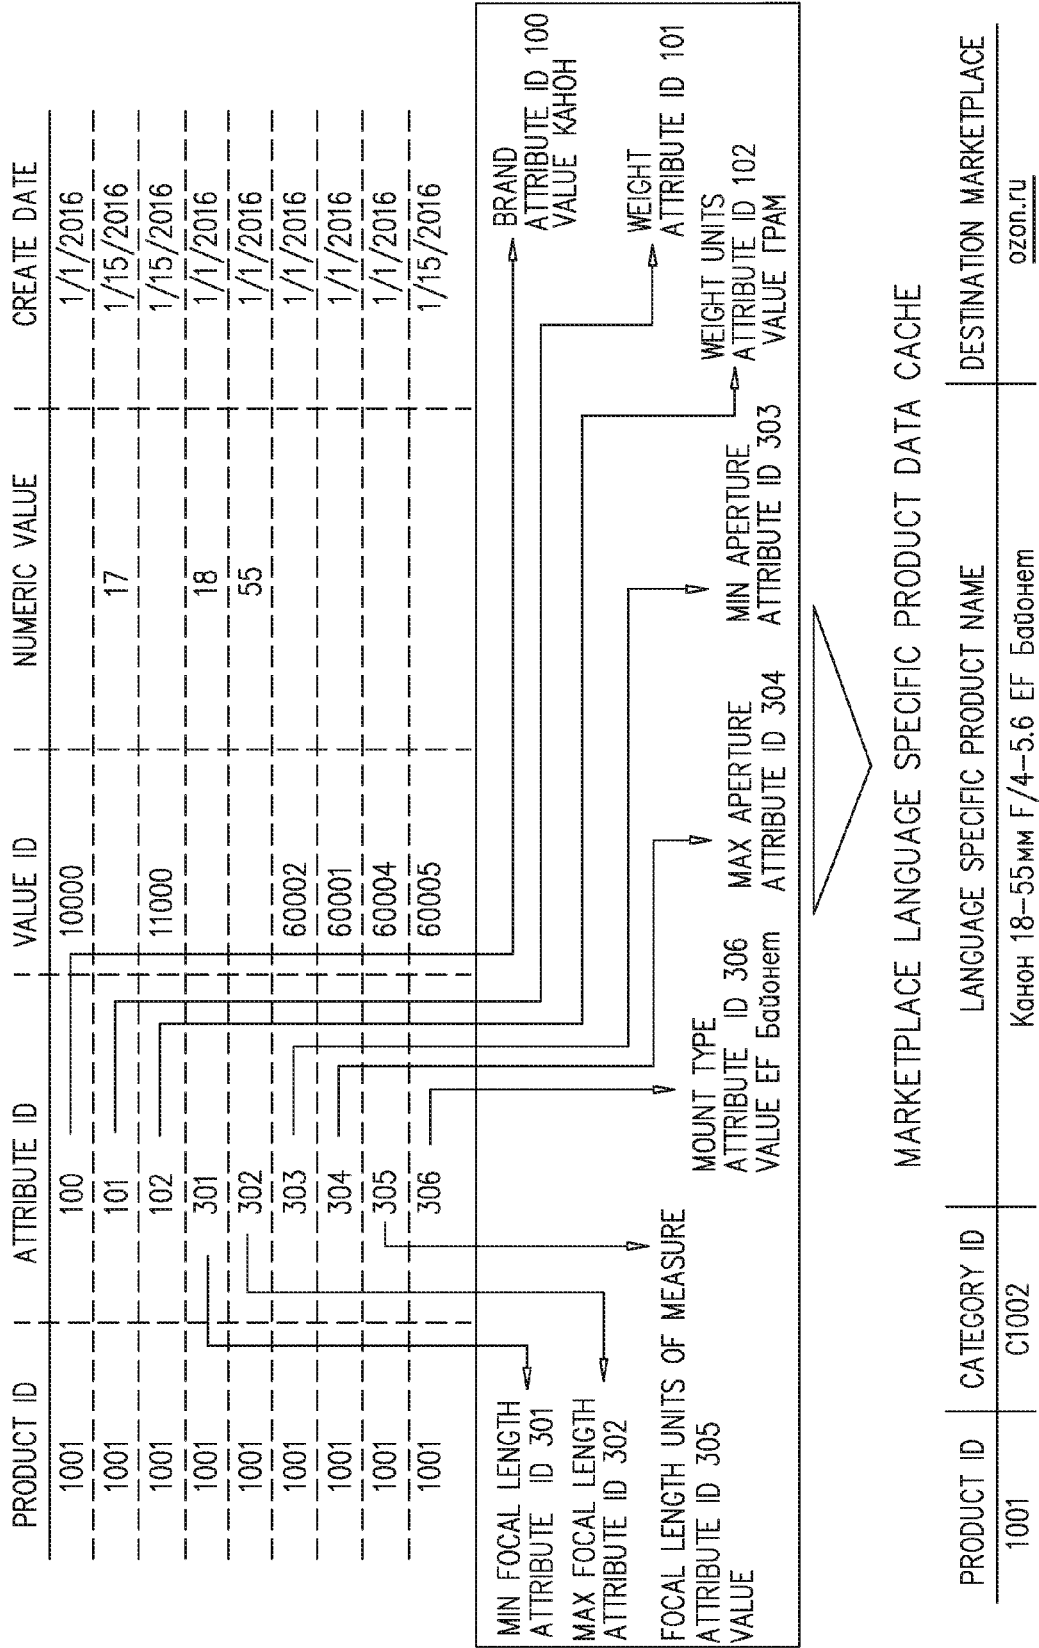 PRODUCT ID ATTRIBUTE ID VALUE ID NUMERIC VALUE CREATE DATE
1001 100 10000 1/1/2016
1001 101 17 1/15/2016
1001 102 11000 1/15/2016
1001 301 18 1/1/2016
1001 302 55 1/1/2016
1001 303 60002 1/1/2016
1001 304 60001 1/1/2016
1001 305 60004 1/1/2016
1001 306 60005 1/15/2016
MIN FOCAL LENGTH
ATTRIBUTE ID 301
MAX FOCAL LENGTH
ATTRIBUTE ID 302
FOCAL LENGTH UNITS OF MEASURE
ATTRIBUTE ID 305
VALUE
MOUNT TYPE
ATTRIBUTE ID 306
VALUE EF Байонет
MAX APERTURE
ATTRIBUTE ID 304
MIN APERTURE
ATTRIBUTE ID 303
BRAND
ATTRIBUTE ID 100
VALUE КАНОН
WEIGHT
ATTRIBUTE ID 101
WEIGHT UNITS
ATTRIBUTE ID 102
VALUE ГРАМ
MARKETPLACE LANGUAGE SPECIFIC PRODUCT DATA CACHE
PRODUCT ID CATEGORY ID LANGUAGE SPECIFIC PRODUCT NAME DESTINATION MARKETPLACE
1001 C1002 Канон 18-55мм F/4-5.6 EF Байонет ozon.ru